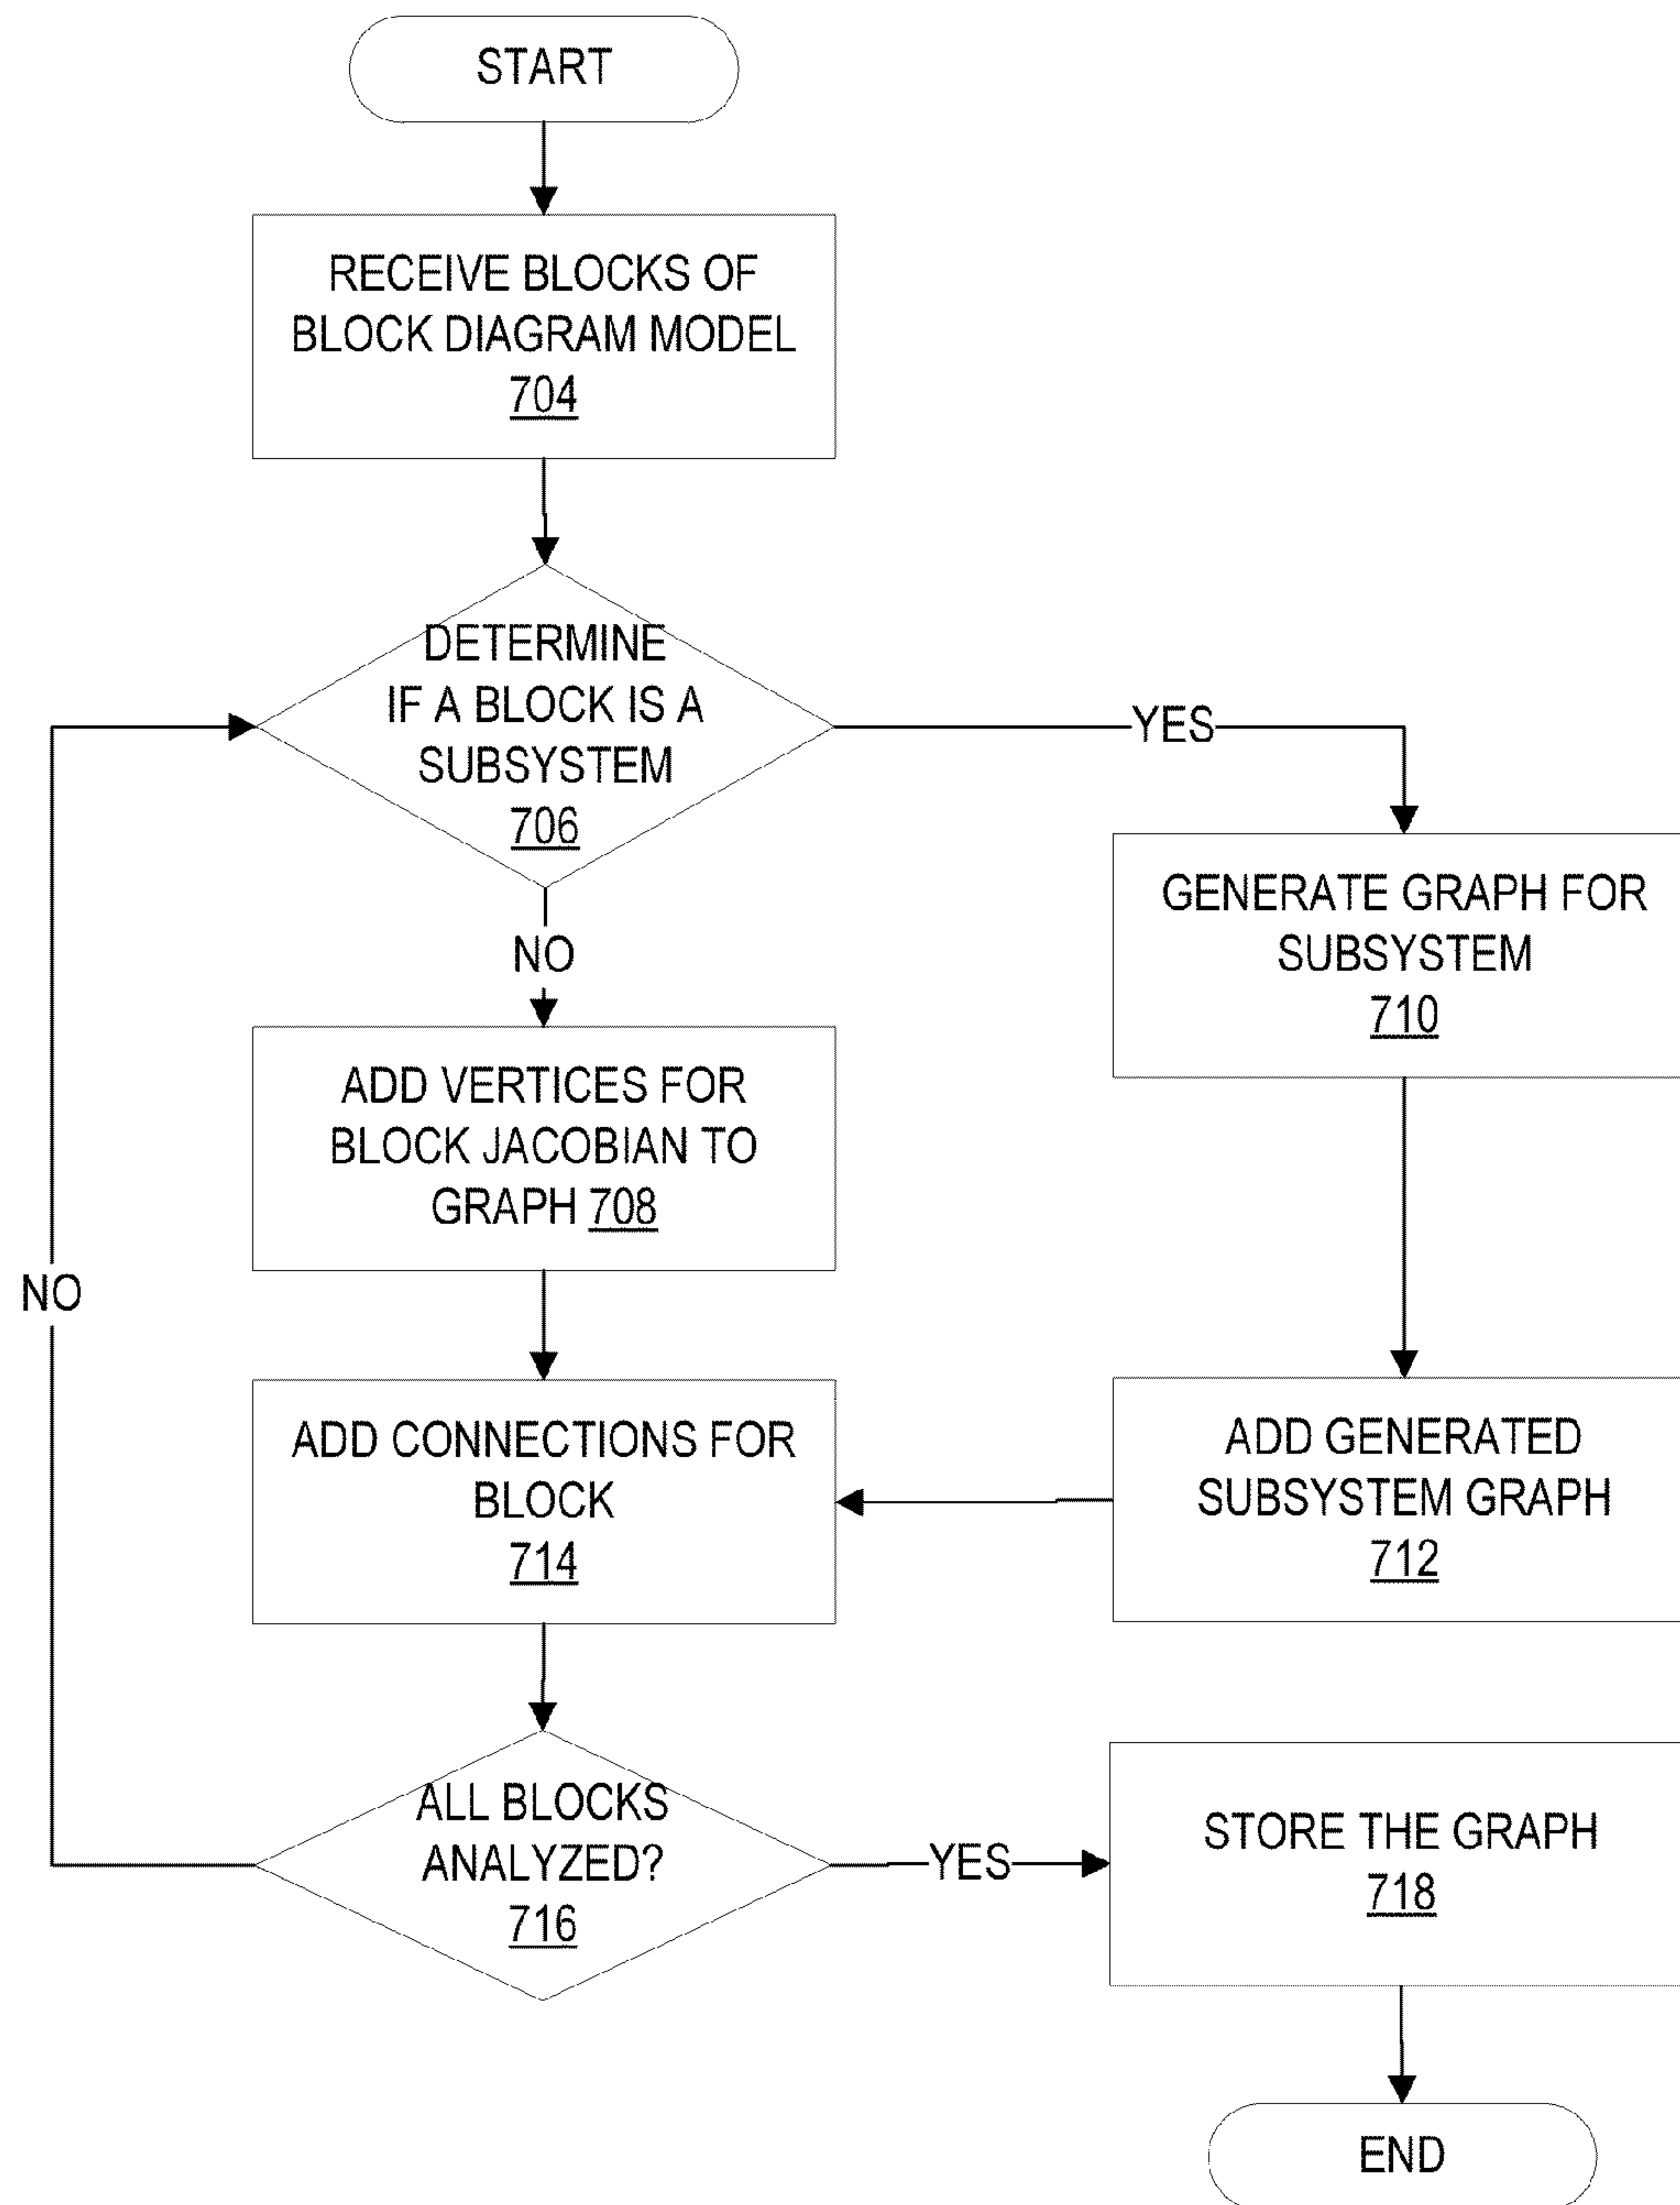 START
RECEIVE BLOCKS OF
BLOCK DIAGRAM MODEL
704
DETERMINE
IF A BLOCK IS A
SUBSYSTEM
706
YES
NO
GENERATE GRAPH FOR
SUBSYSTEM
710
ADD VERTICES FOR
BLOCK JACOBIAN TO
GRAPH 708
NO
ADD CONNECTIONS FOR
BLOCK
714
ADD GENERATED
SUBSYSTEM GRAPH
712
ALL BLOCKS
ANALYZED?
716
YES
STORE THE GRAPH
718
END